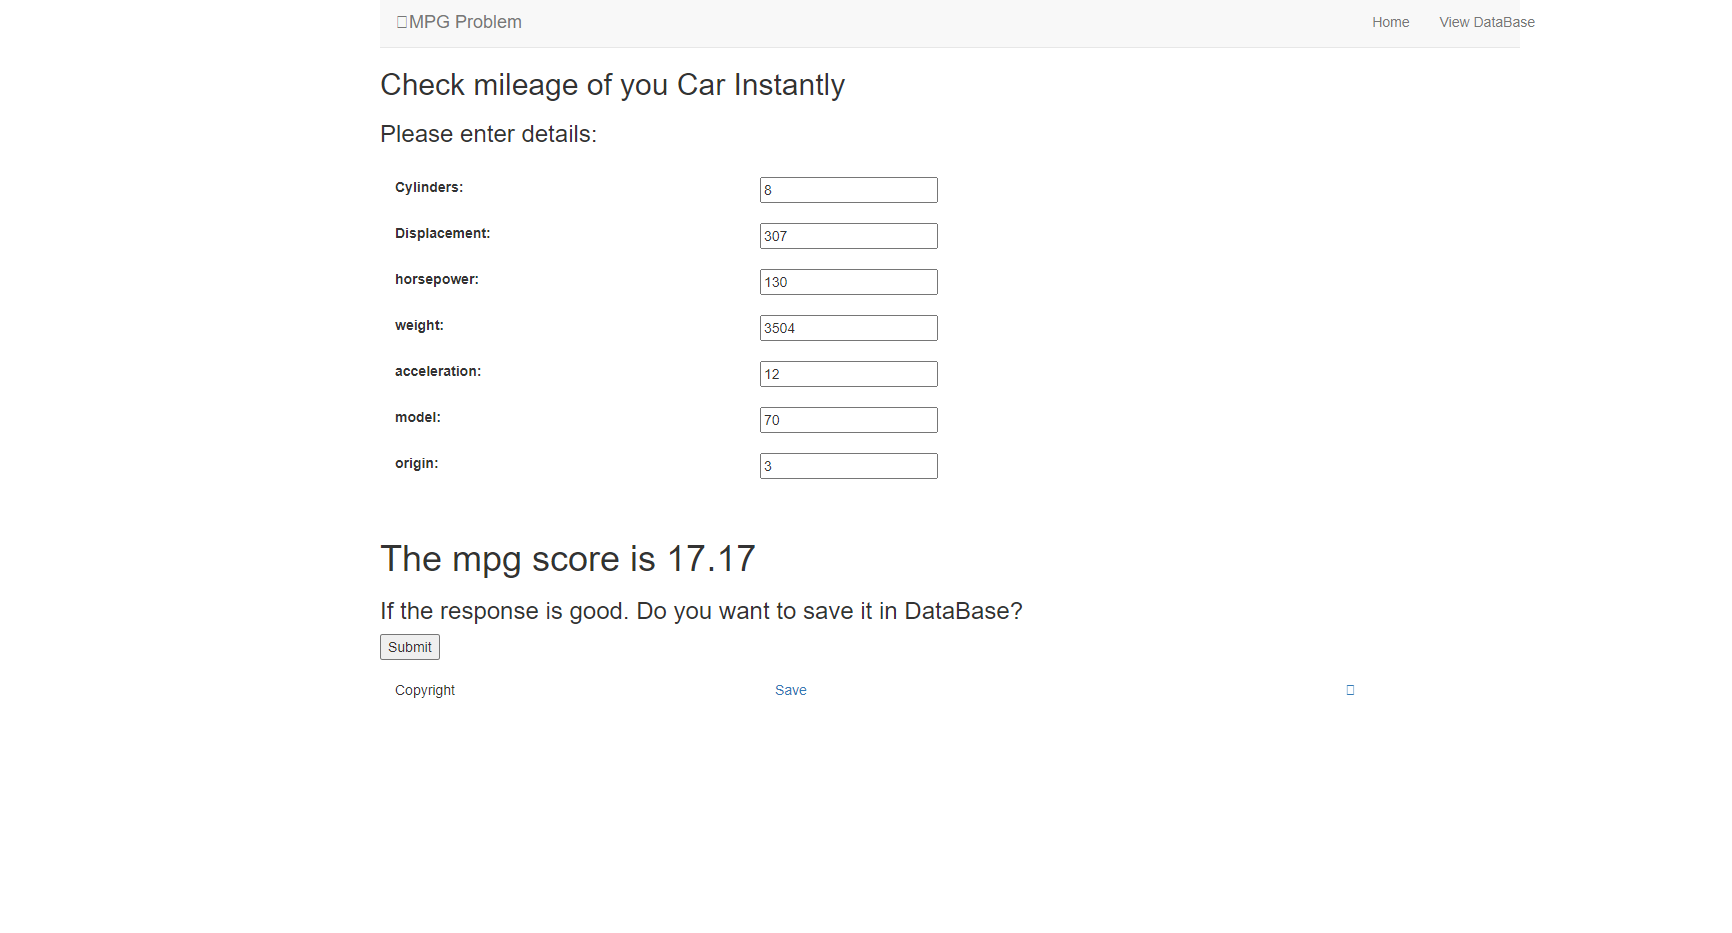 MPG Problem Home View DataBase
Check mileage of you Car Instantly
Please enter details:
Cylinders: 8
Displacement: 307
horsepower: 130
weight: 3504
acceleration: 12
model: 70
origin: 3
The mpg score is 17.17
If the response is good. Do you want to save it in DataBase?
Submit
Copyright Save